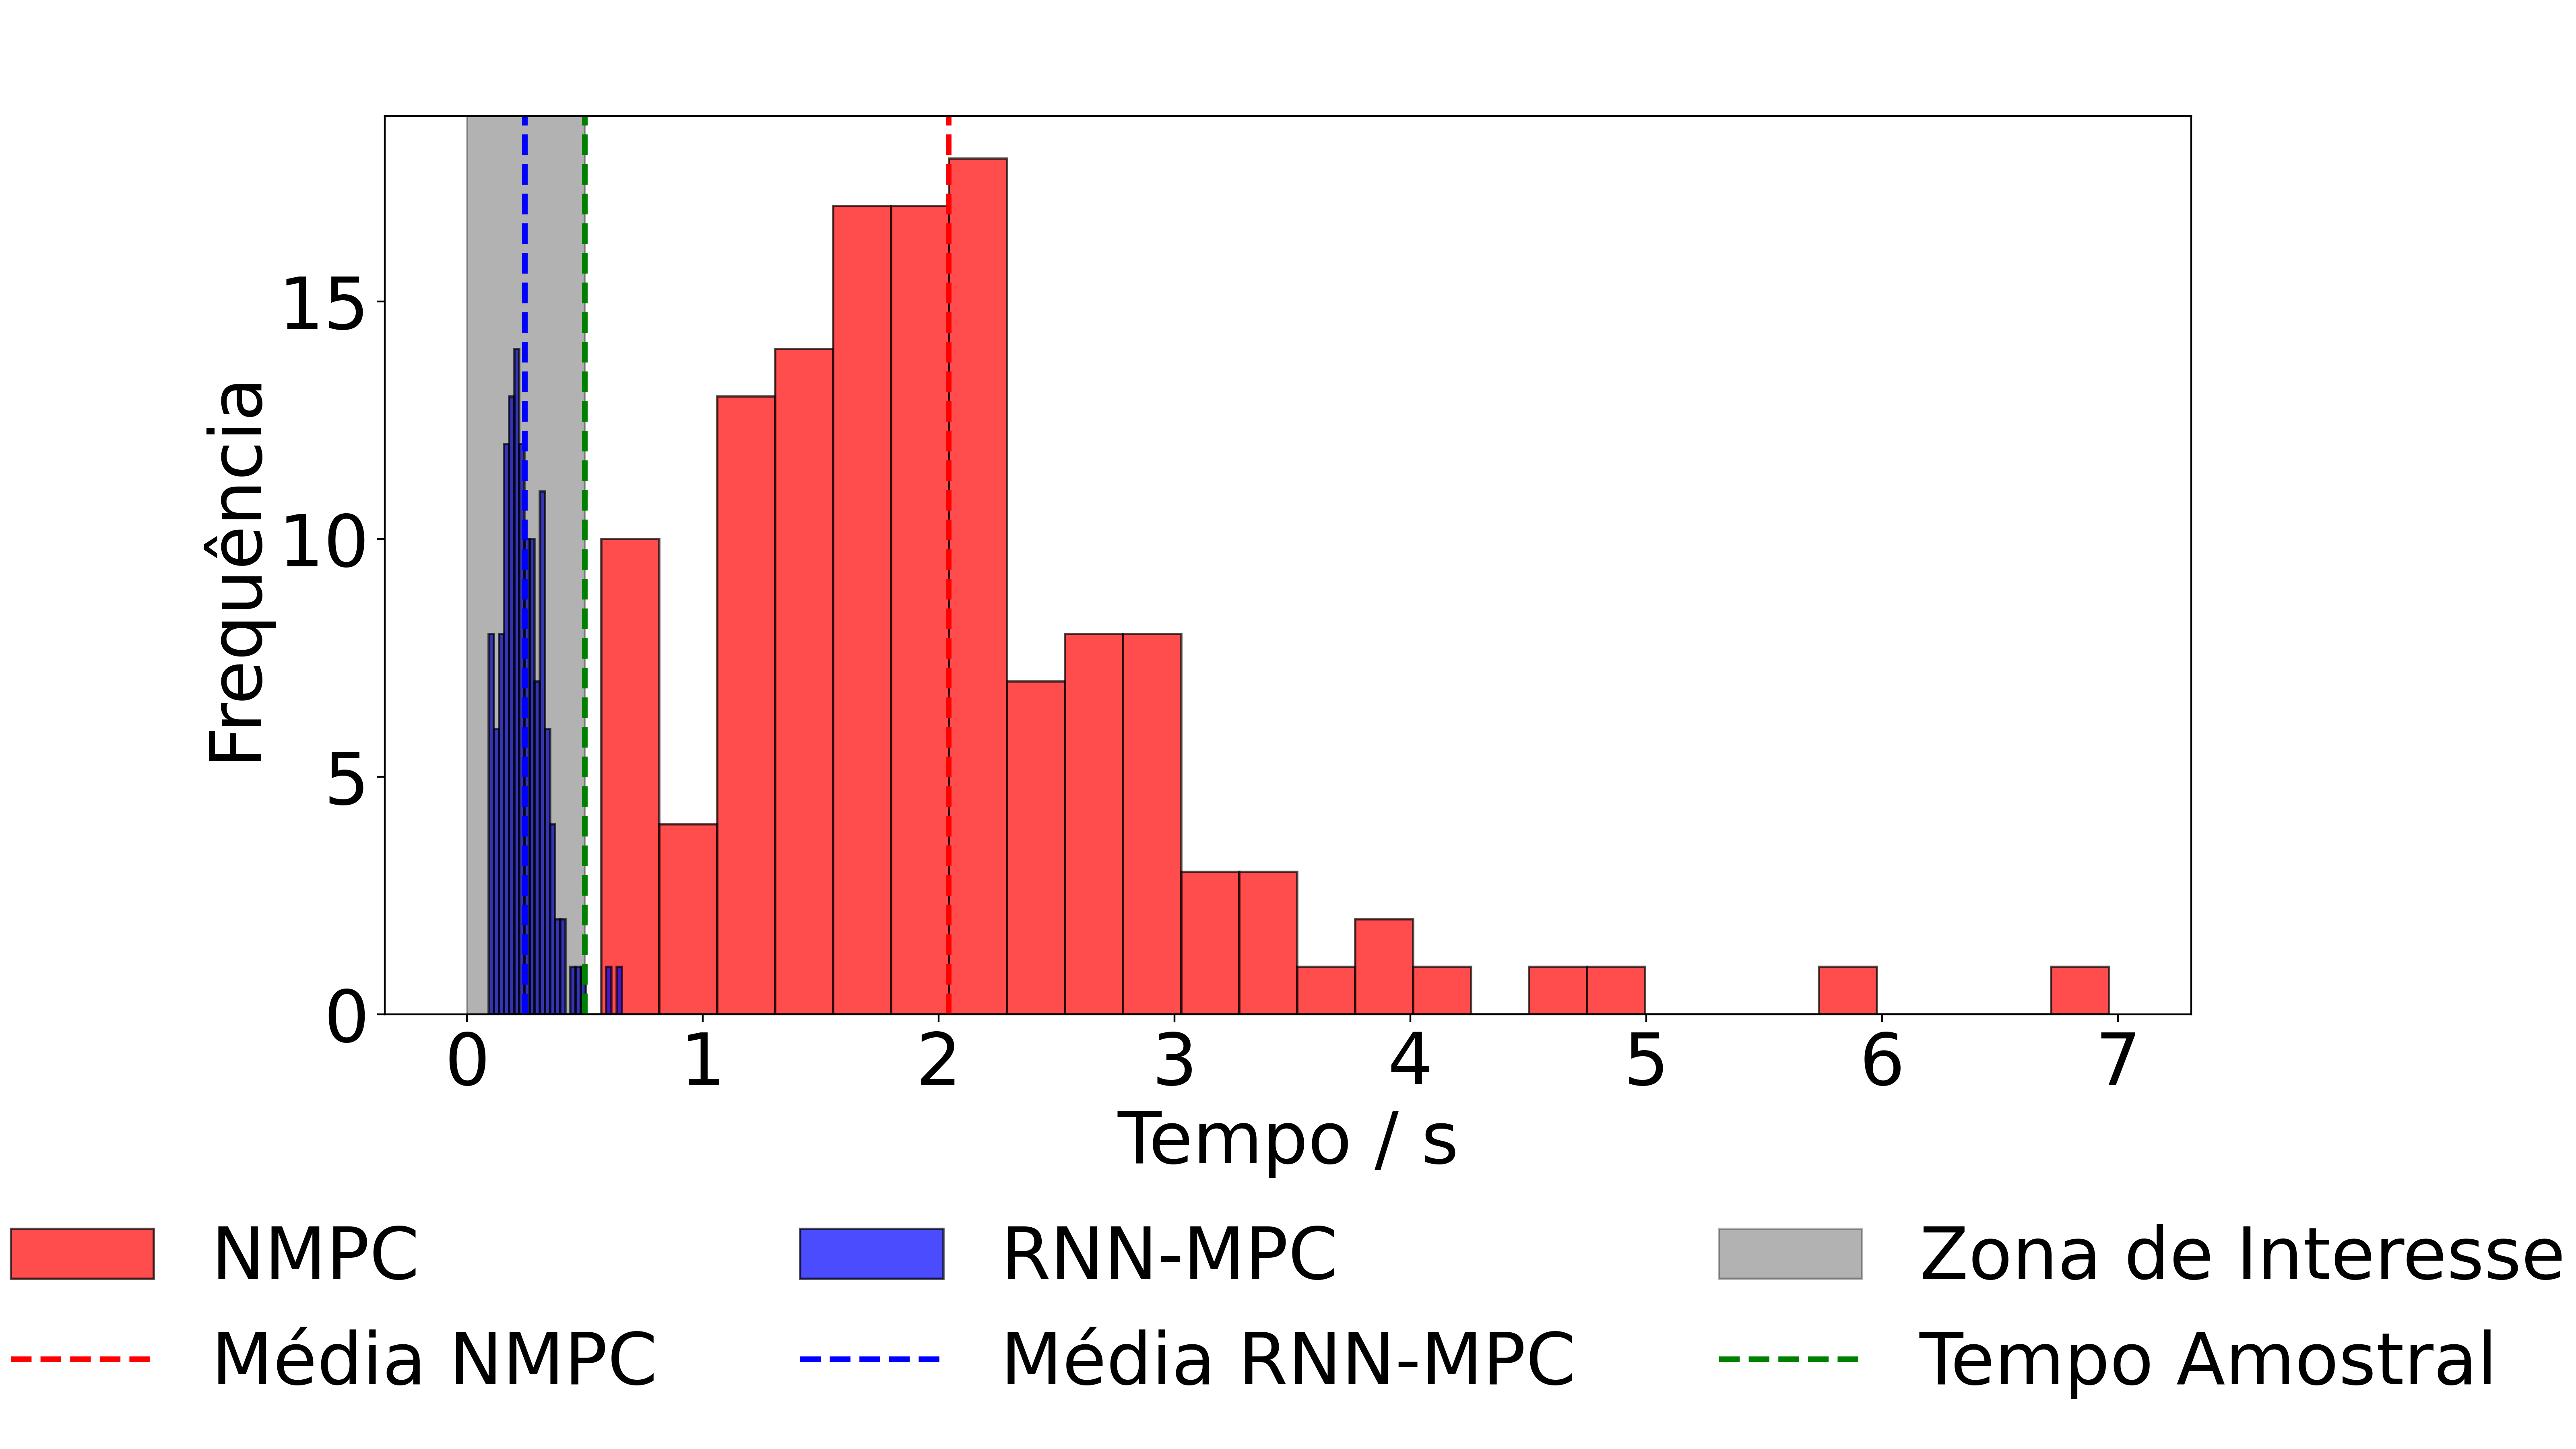 Frequência
15
10
5
0
0 1 2 3 4 5 6 7
Tempo / s
NMPC
RNN-MPC
Zona de Interesse
Média NMPC
Média RNN-MPC
Tempo Amostral